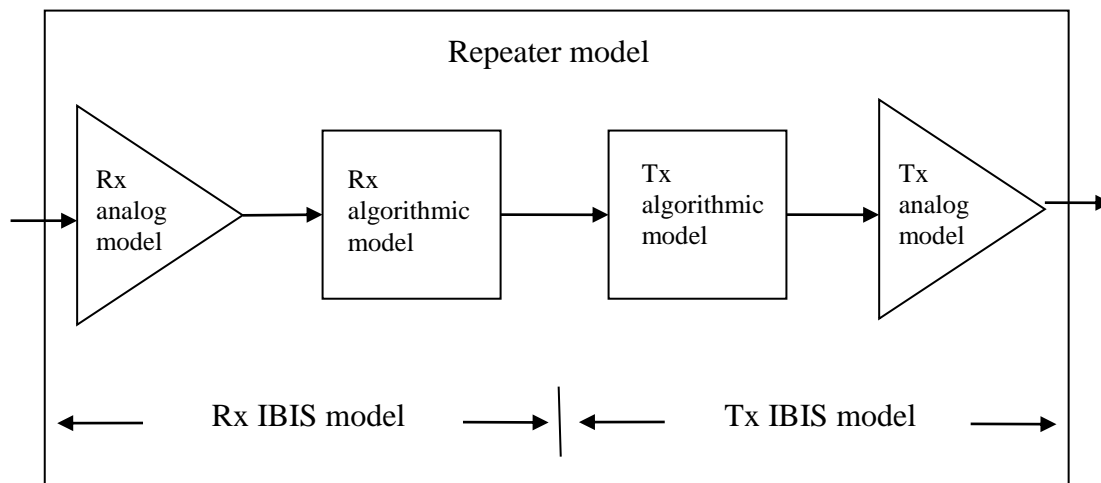 Repeater model
Rx
analog
model
Rx
algorithmic
model
Tx
algorithmic
model
Tx
analog
model
Rx IBIS model
Tx IBIS model